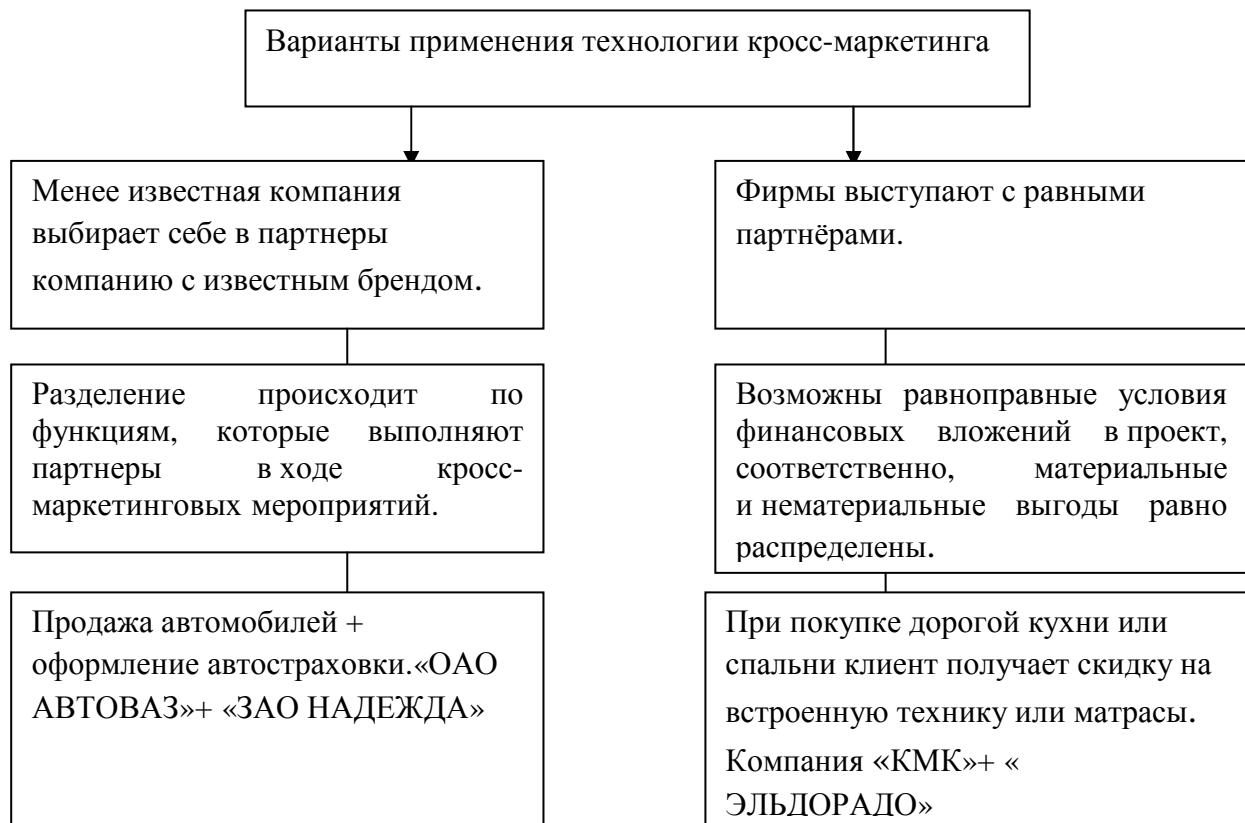 Варианты применения технологии кросс-маркетинга
Менее известная компания
выбирает себе в партнеры
компанию с известным брендом.
Фирмы выступают с равными
партнёрами.
Разделение происходит по
функциям, которые выполняют
партнеры в ходе кросс-
маркетинговых мероприятий.
Возможны равноправные условия
финансовых вложений в проект,
соответственно, материальные
и нематериальные выгоды равно
распределены.
Продажа автомобилей +
оформление автостраховки.«ОАО
АВТОВАЗ»+ «ЗАО НАДЕЖДА»
При покупке дорогой кухни или
спальни клиент получает скидку на
встроенную технику или матрасы.
Компания «КМК»+ «
ЭЛЬДОРАДО»